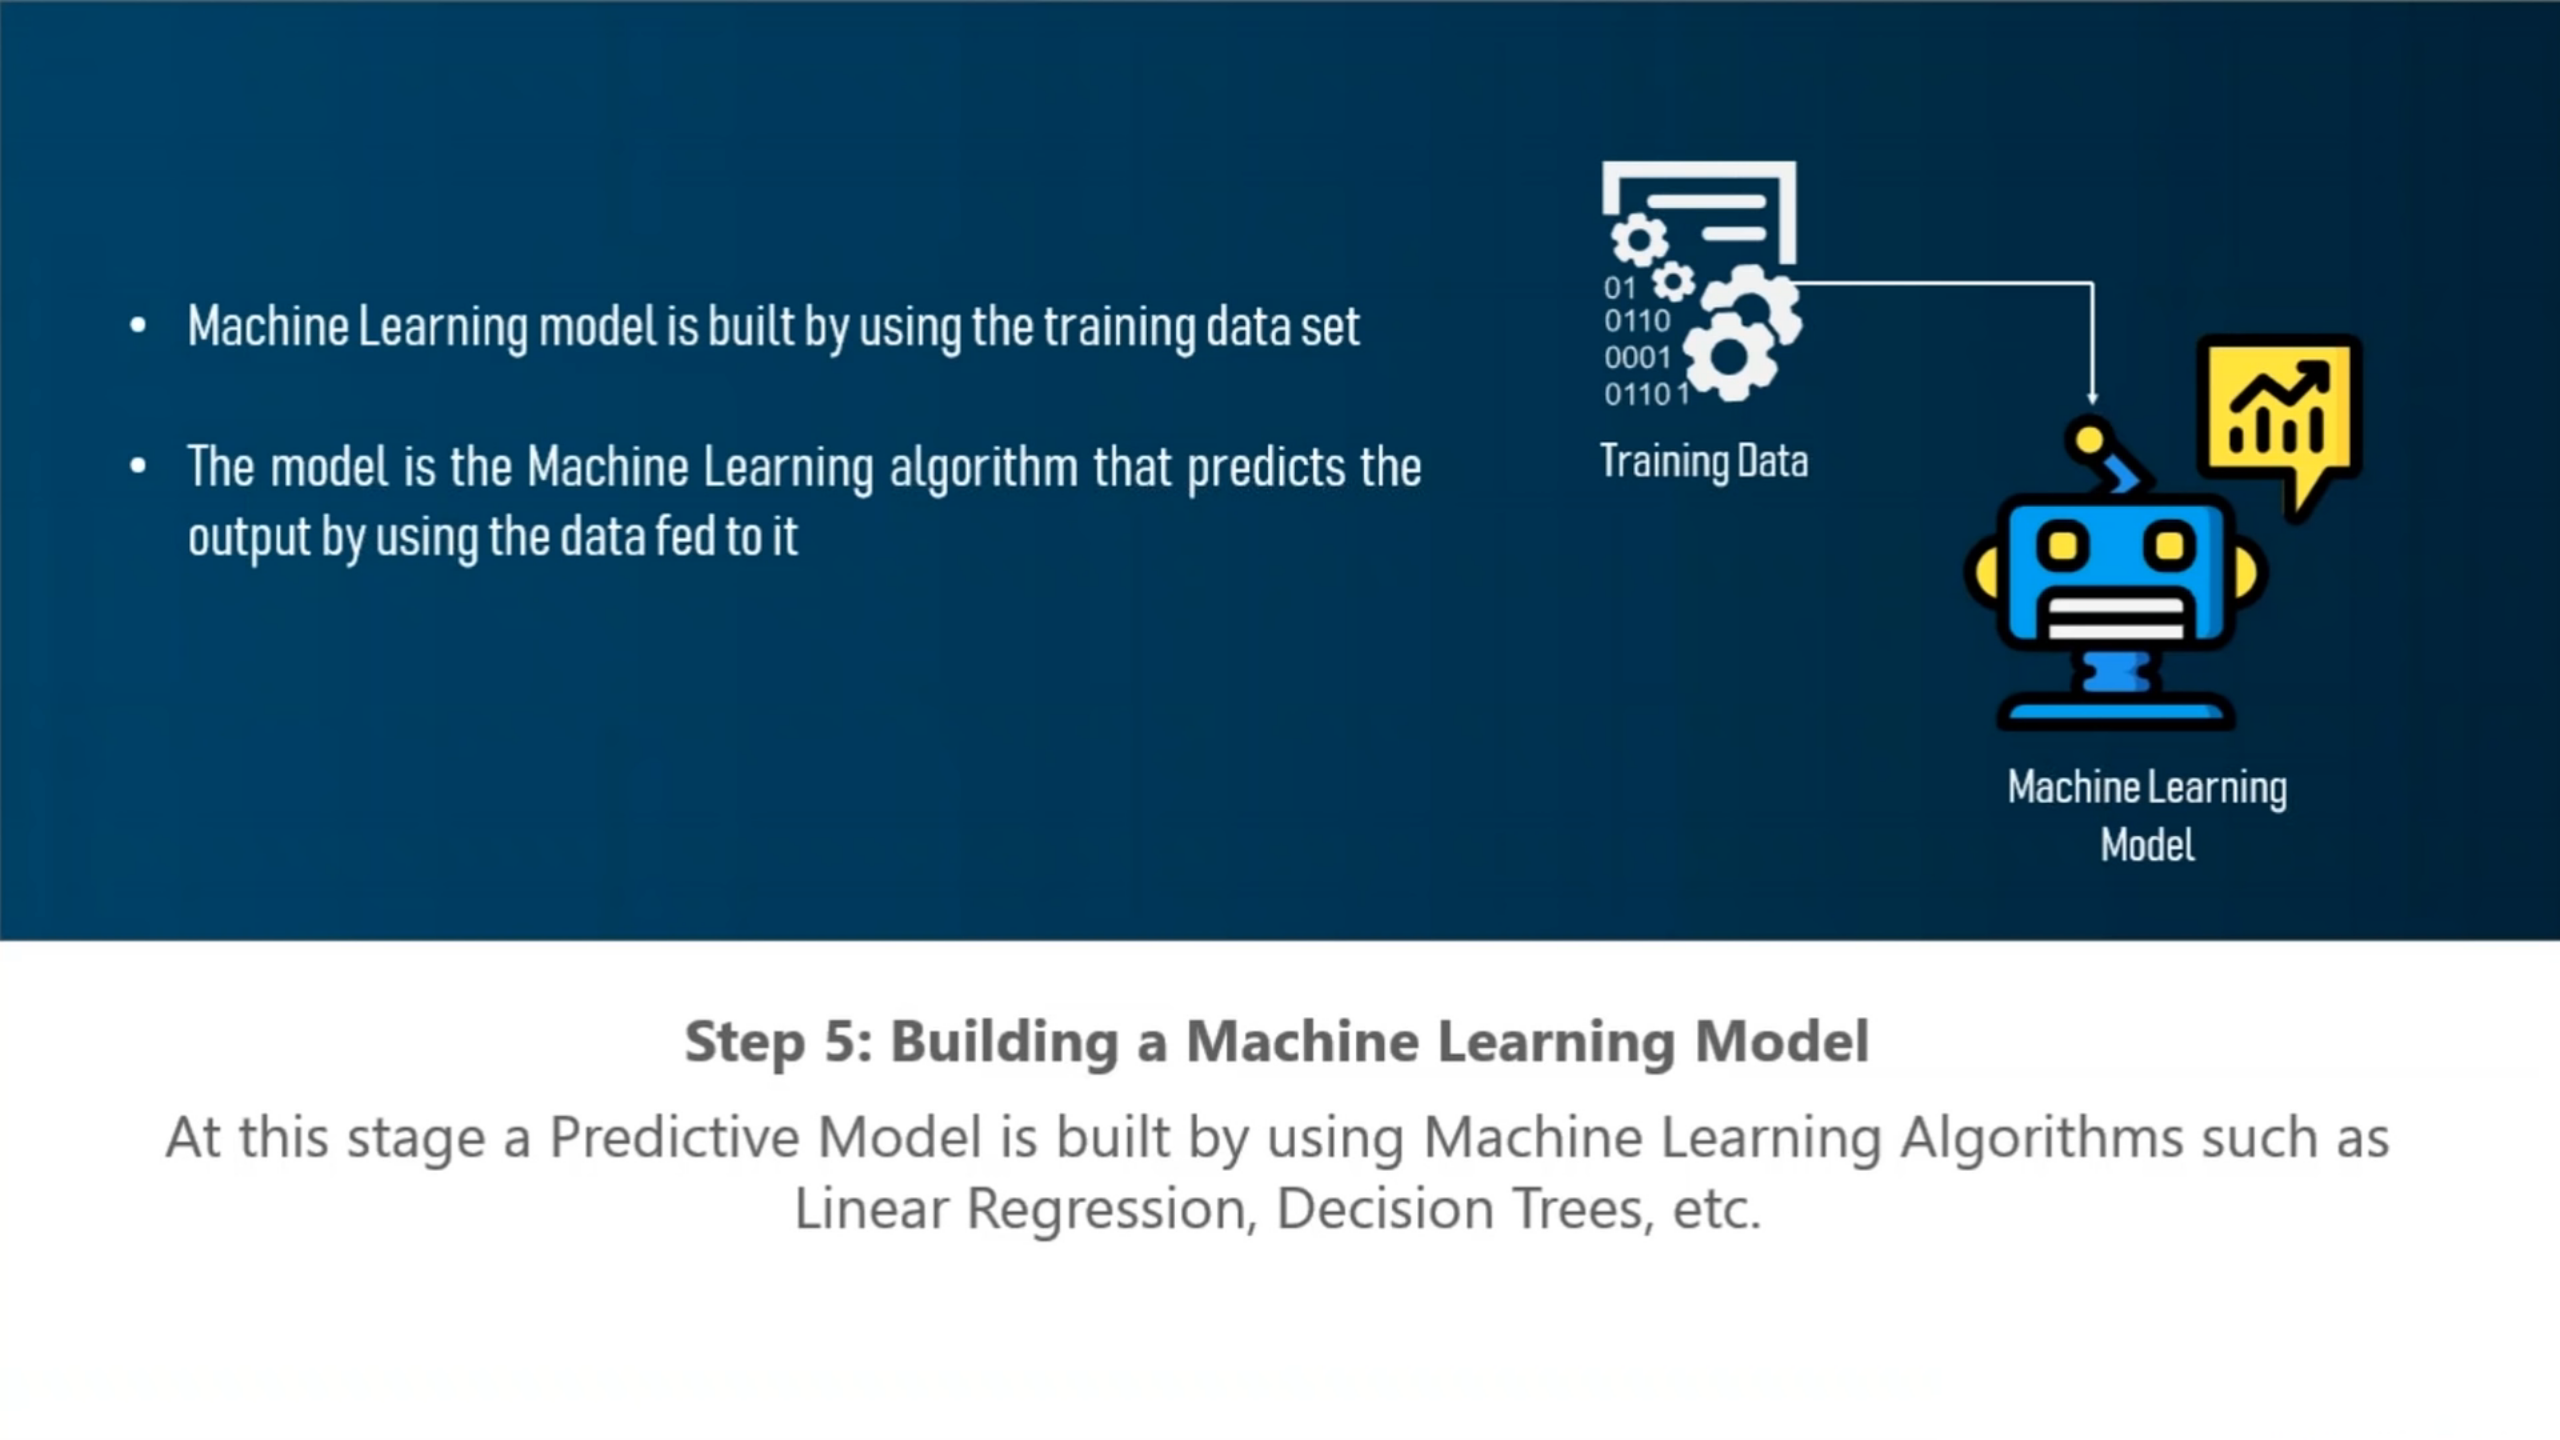 • Machine Learning model is built by using the training data set
• The model is the Machine Learning algorithm that predicts the
output by using the data fed to it
01
0110
0001
01101
Training Data
Machine Learning
Model
Step 5: Building a Machine Learning Model
At this stage a Predictive Model is built by using Machine Learning Algorithms such as
Linear Regression, Decision Trees, etc.